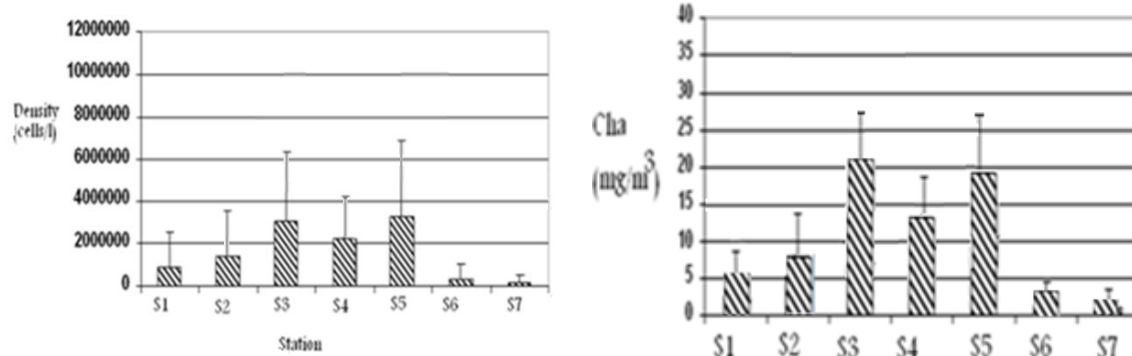 12000000
10000000
Density
(cells/l)
8000000
6000000
4000000
2000000
0
S1 S2 S3 S4 S5 S6 S7
Station
40
35
30
25
Cha
(mg/m³)
20
15
10
5
0
S1 S2 S3 S4 S5 S6 S7